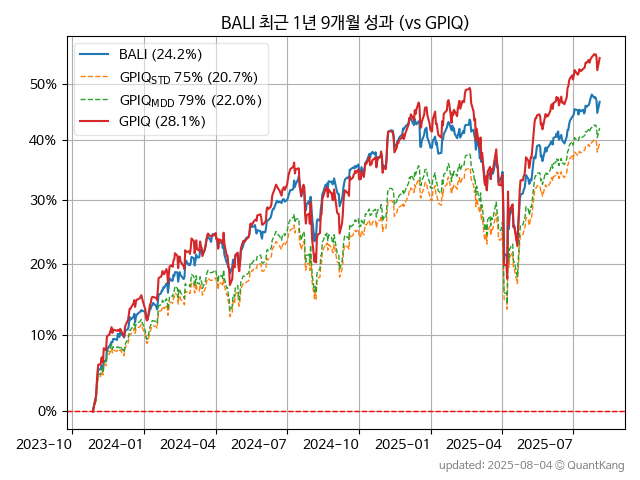 BALI 최근 1년 9개월 성과 (vs GPIQ)
BALI (24.2%)
GPIQSTD 75% (20.7%)
GPIQMDD 79% (22.0%)
GPIQ (28.1%)
50%
40%
30%
20%
10%
0%
2023-10 2024-01 2024-04 2024-07 2024-10 2025-01 2025-04 2025-07
updated: 2025-08-04 © QuantKang